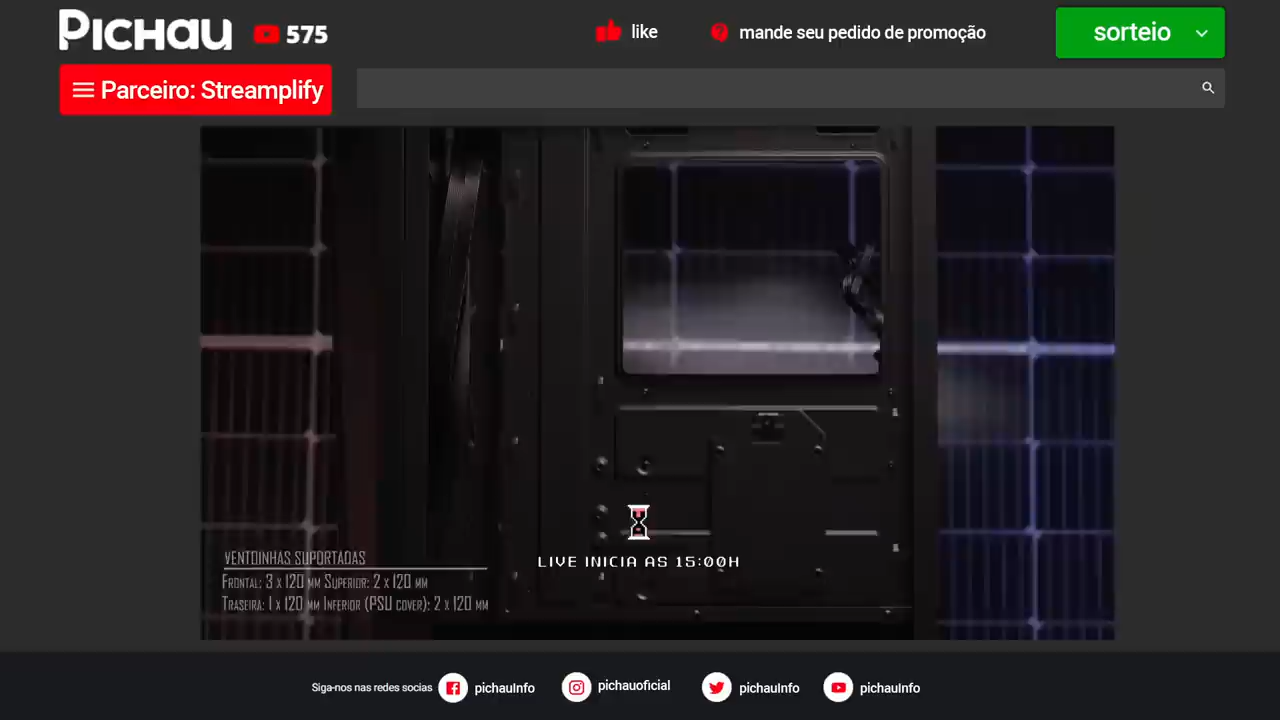 PICHAU
575
like
mande seu pedido de promoção
sorteio
Parceiro: Streamplify
VENTOINHAS SUPORTADAS
FRONTAL: 3 X 120 MM SUPERIOR: 2 X 120 MM
TRASEIRA: 1 X 120 MM INFERIOR (PSU COVER): 2 X 120 MM
LIVE INICIA AS 15:00H
Siga-nos nas redes socias
pichauInfo
pichauoficial
pichauInfo
pichauInfo